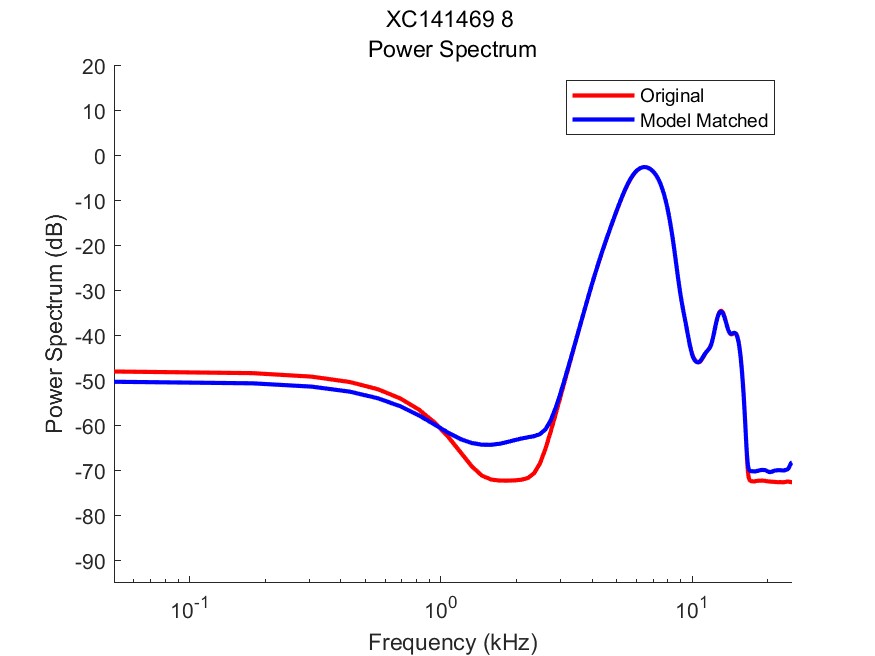 XC141469 8
Power Spectrum
Original
Model Matched
20
10
0
-10
-20
-30
-40
-50
-60
-70
-80
-90
Power Spectrum (dB)
10^-1
10^0
10^1
Frequency (kHz)